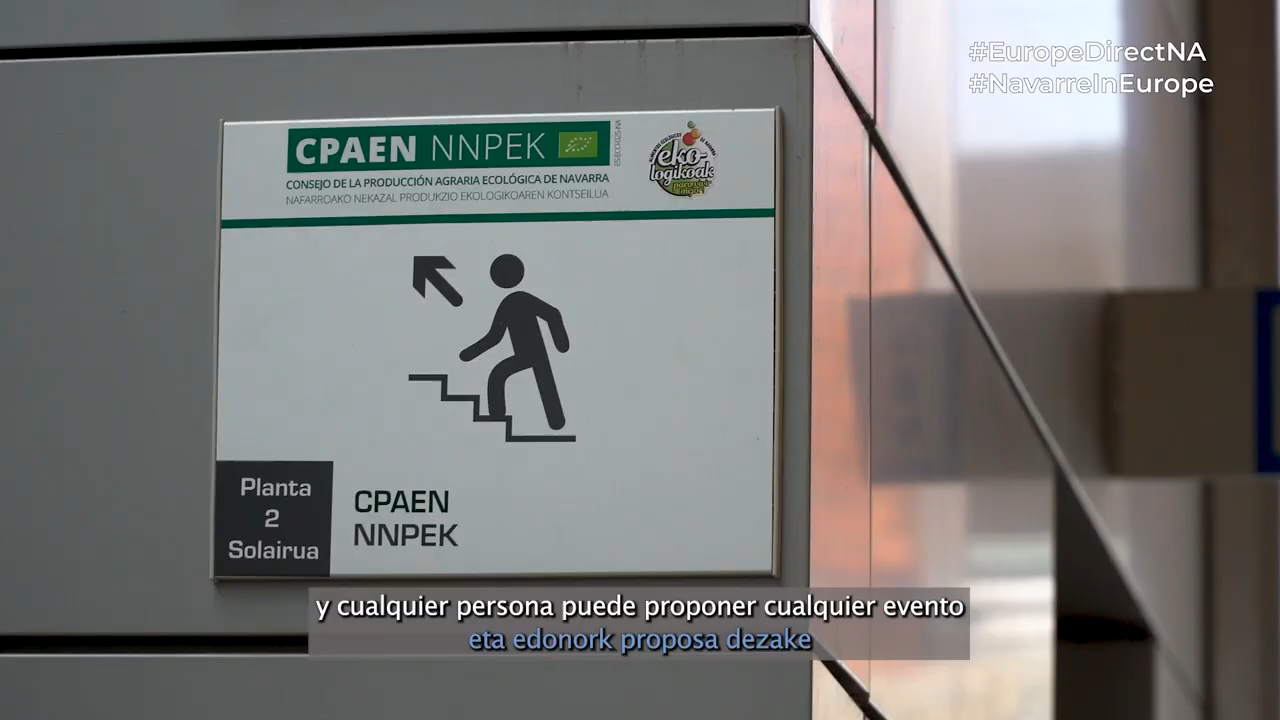 #EuropeDirectNA
#NavarreInEurope
CPAEN NNPEK
CONSEJO DE LA PRODUCCIÓN AGRARIA ECOLÓGICA DE NAVARRA
NAFARROAKO NEKAZAL PRODUKZIO EKOLOGIKOAREN KONTSEILUA
eko-
logikoak
Planta
2
Solairua
CPAEN
NNPEK
y cualquier persona puede proponer cualquier evento
eta edonork proposa dezake